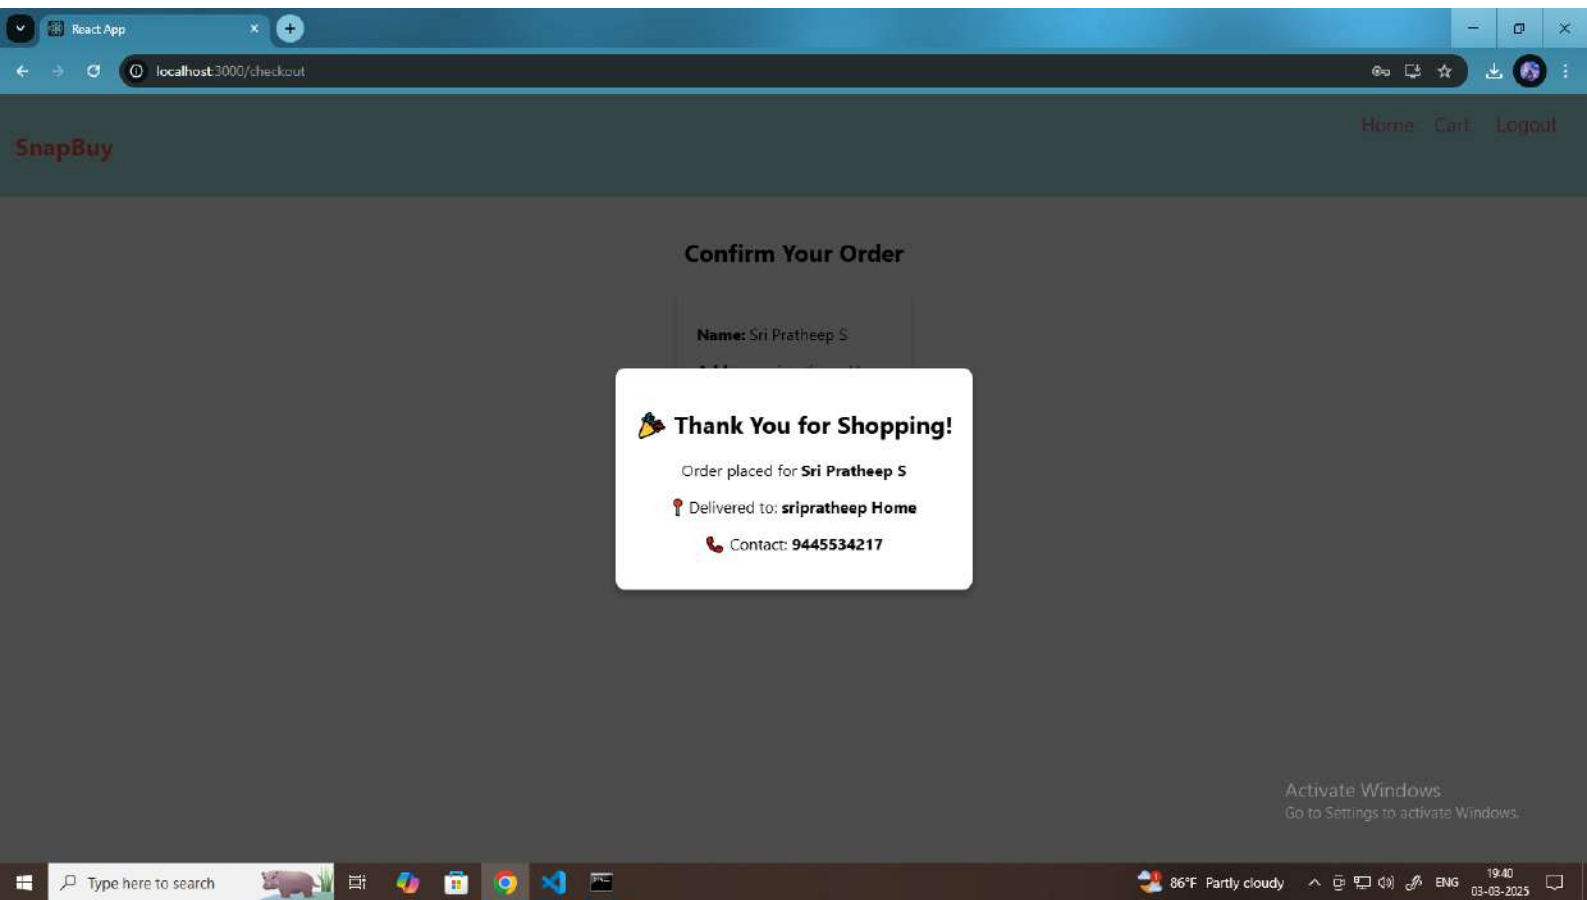 React App
localhost:3000/checkout
SnapBuy
Home Cart Logout
Confirm Your Order
Name: Sri Pratheep S
🎉 Thank You for Shopping!
Order placed for Sri Pratheep S
📍 Delivered to: sripratheep Home
📞 Contact: 9445534217
Activate Windows
Go to Settings to activate Windows.
Type here to search
86°F Partly cloudy
ENG
19:40
03-03-2025